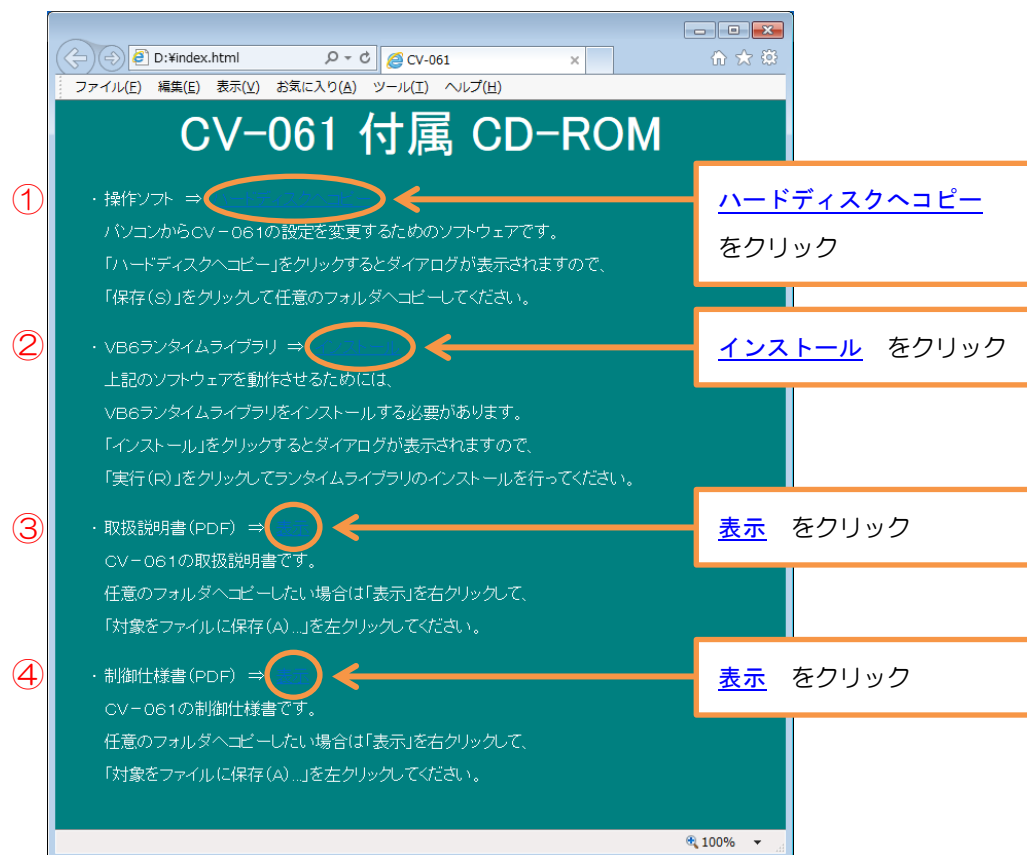 D:¥index.html
CV-061
ファイル(F) 編集(E) 表示(V) お気に入り(A) ツール(T) ヘルプ(H)
CV-061 付属 CD-ROM
①
・操作ソフト ⇒ ハードディスクへコピー
パソコンからCV-061の設定を変更するためのソフトウェアです。
「ハードディスクへコピー」をクリックするとダイアログが表示されますので、
「保存(S)」をクリックして任意のフォルダへコピーしてください。
ハードディスクへコピー
をクリック
②
・VB6ランタイムライブラリ ⇒ インストール
上記のソフトウェアを動作させるためには、
VB6ランタイムライブラリをインストールする必要があります。
「インストール」をクリックするとダイアログが表示されますので、
「実行(R)」をクリックしてランタイムライブラリのインストールを行ってください。
インストール をクリック
③
・取扱説明書(PDF) ⇒ 表示
CV-061の取扱説明書です。
任意のフォルダへコピーしたい場合は「表示」を右クリックして、
「対象をファイルに保存(A)...」を左クリックしてください。
表示 をクリック
④
・制御仕様書(PDF) ⇒ 表示
CV-061の制御仕様書です。
任意のフォルダへコピーしたい場合は「表示」を右クリックして、
「対象をファイルに保存(A)...」を左クリックしてください。
表示 をクリック
100%